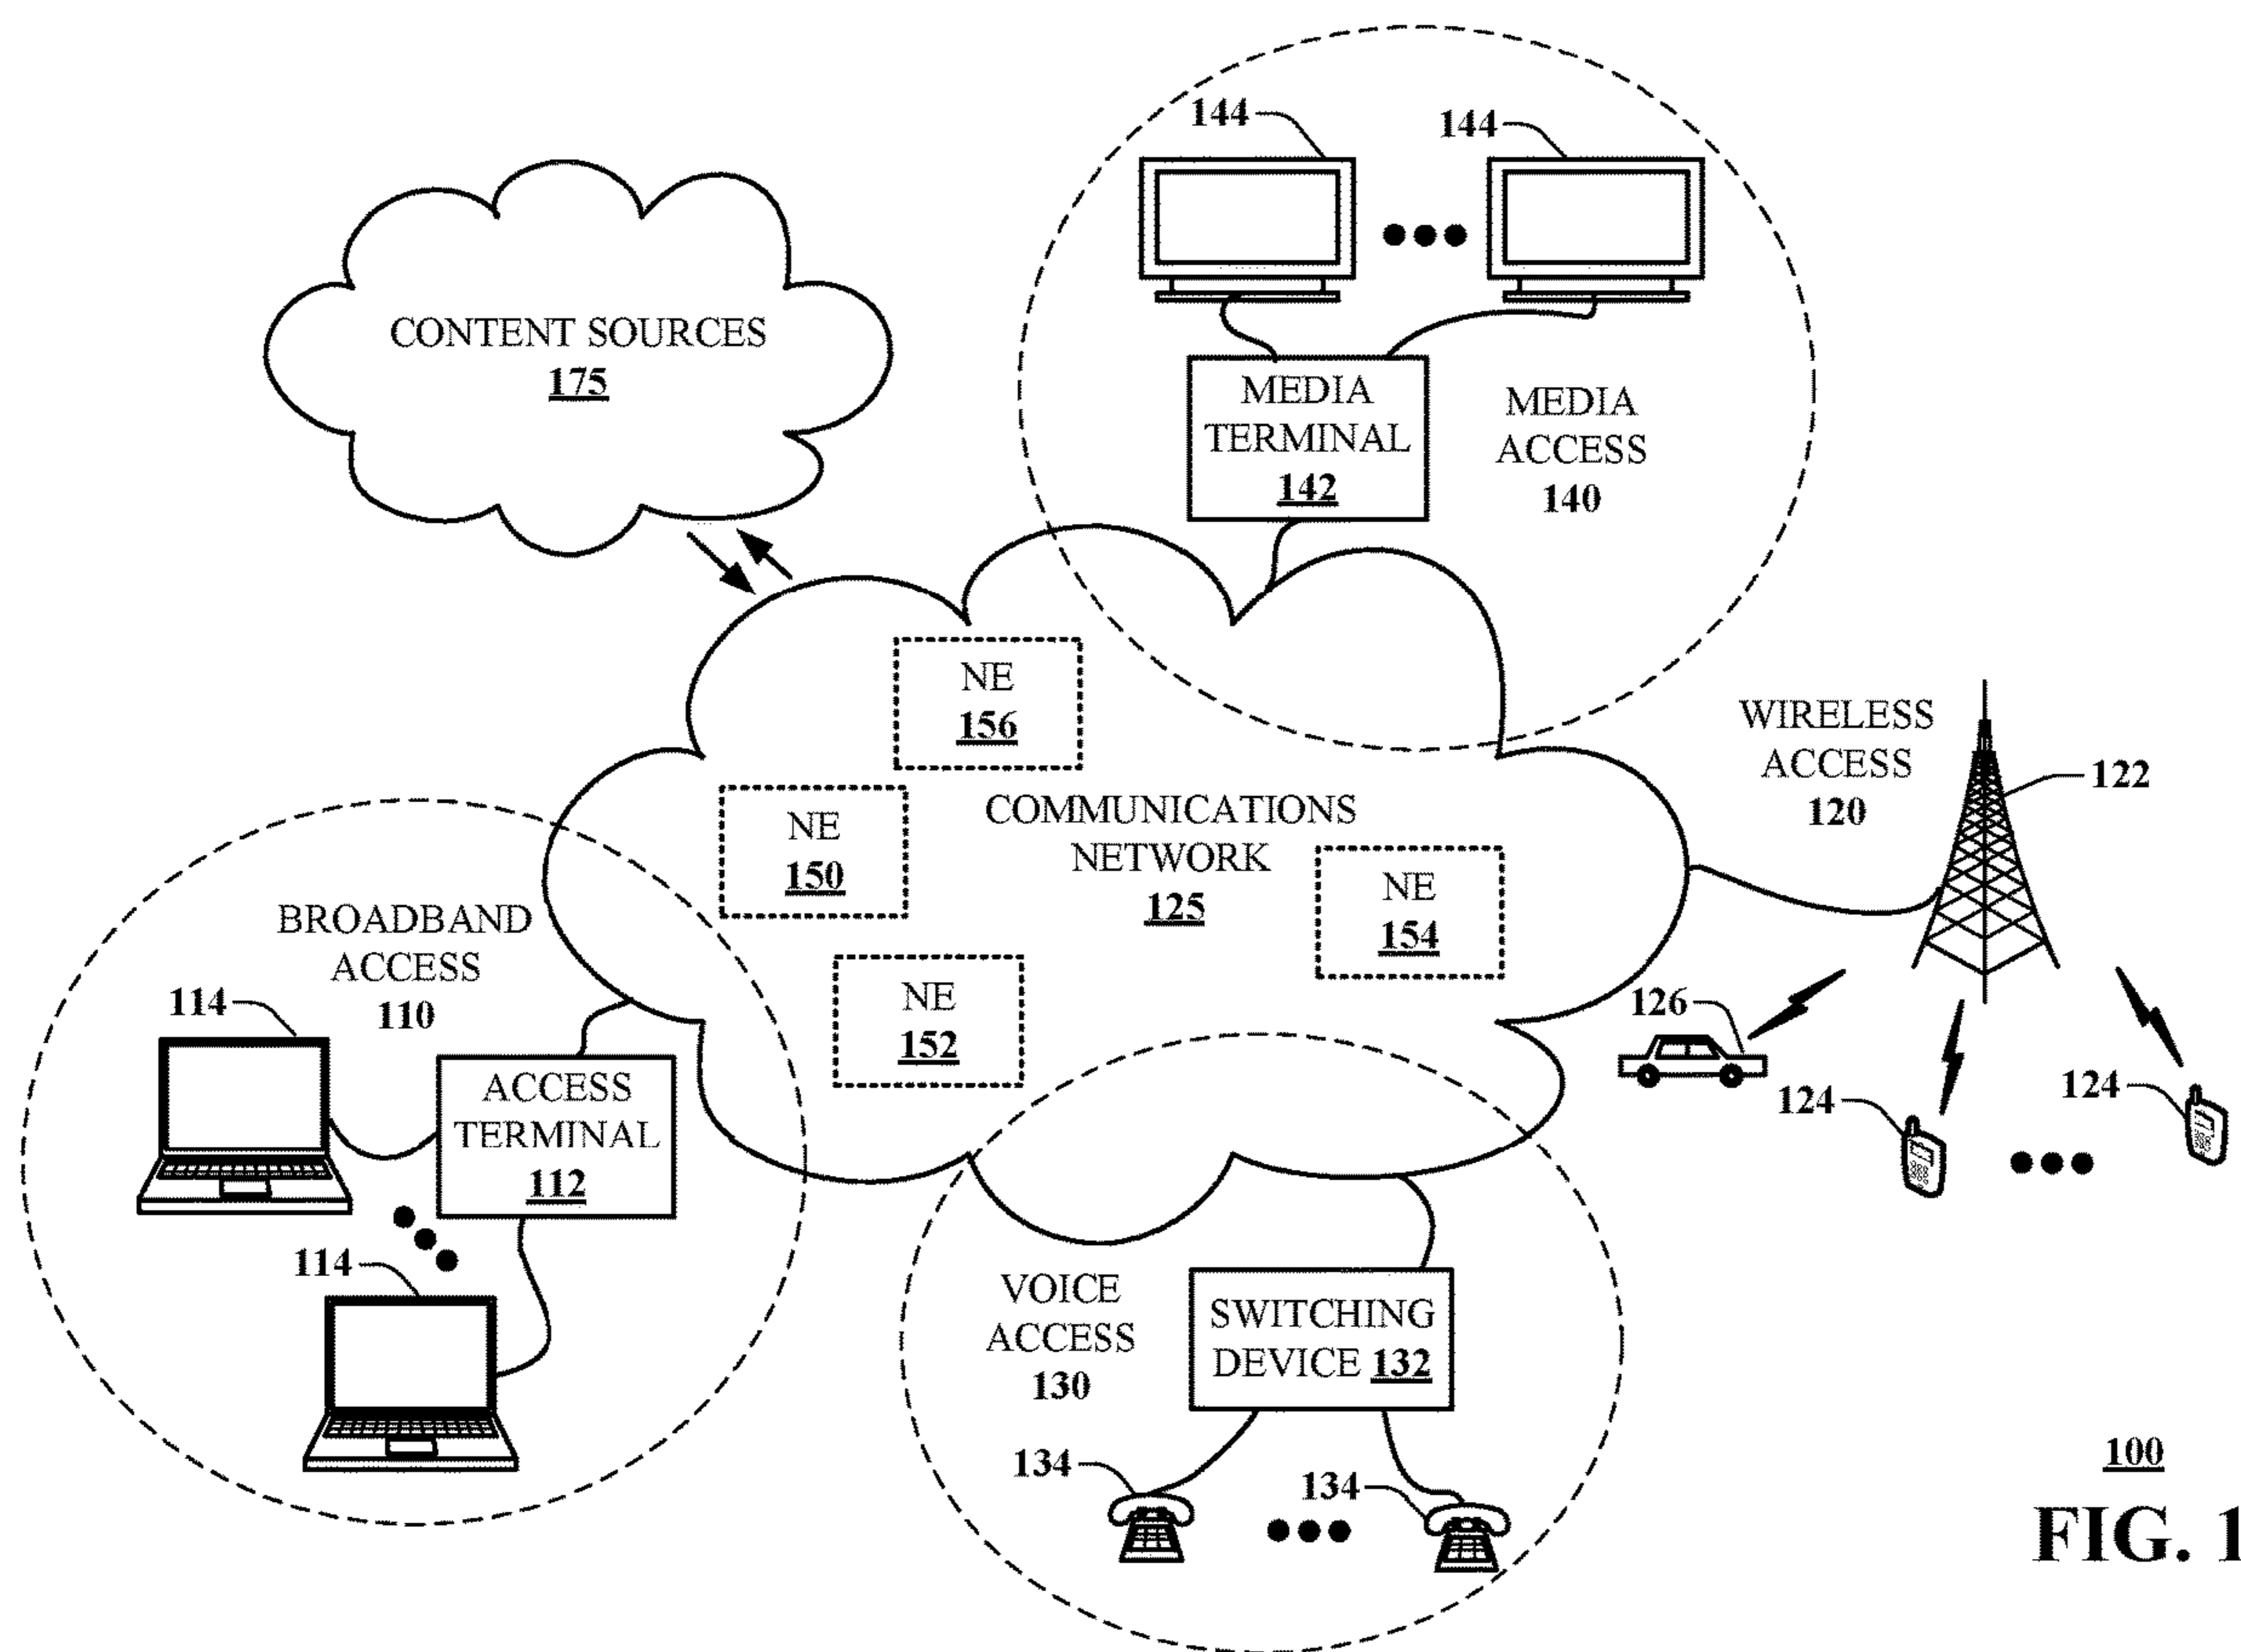 144
144
CONTENT SOURCES
175
MEDIA
TERMINAL
142
MEDIA
ACCESS
140
NE
156
WIRELESS
ACCESS
120
122
NE
150
COMMUNICATIONS
NETWORK
125
NE
154
BROADBAND
ACCESS
110
114
NE
152
126
124
124
ACCESS
TERMINAL
112
114
VOICE
ACCESS
130
SWITCHING
DEVICE 132
134
134
100
FIG. 1